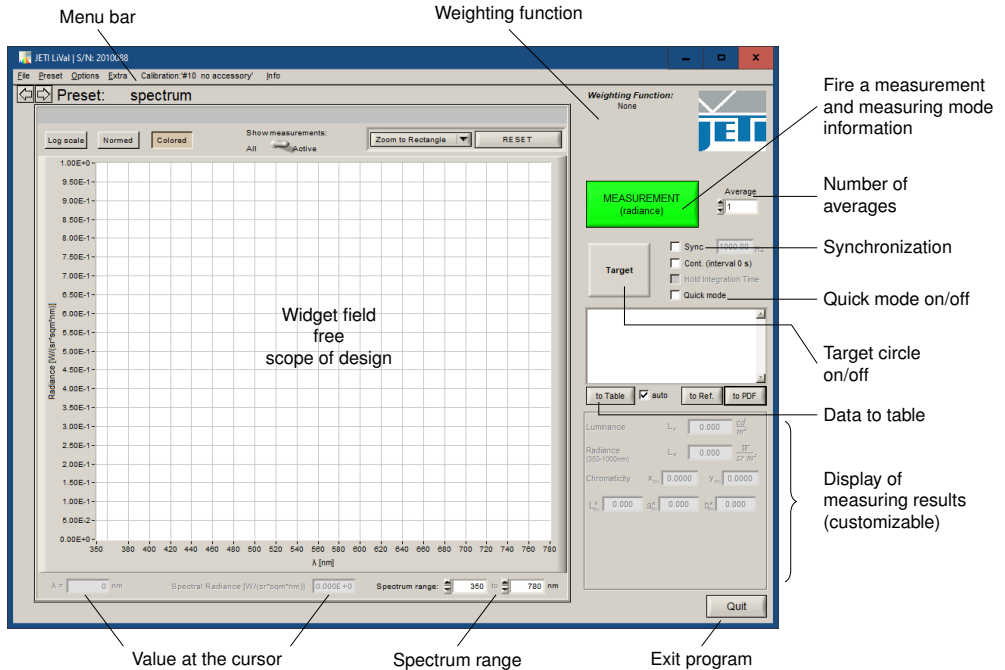 Menu bar
Weighting function
JETI LiVal | S/N: 2010088
File Preset Options Extra Calibration:'#10 no accessory' Info
Preset: spectrum
Weighting Function:
None
JETI
Fire a measurement
and measuring mode
information
Log scale Normed Colored
Show measurements:
All Active
Zoom to Rectangle RESET
MEASUREMENT
(radiance)
Average
1
Number of
averages
Sync 1000.00 Hz
Synchronization
Target
Cont. (interval 0 s)
Hold Integration Time
Quick mode
Quick mode on/off
Target circle
on/off
to Table auto to Ref. to PDF
Data to table
Luminance Lv 0.000 cd/m²
Radiance Le 0.000 W/sr m²
(350-1000nm)
Chrometicity x 0.0000 y 0.0000
L* 0.000 a* 0.000 b* 0.000
Display of
measuring results
(customizable)
Radiance [W/(sr*sqm*nm)]
1.00E+0
9.50E-1
9.00E-1
8.50E-1
8.00E-1
7.50E-1
7.00E-1
6.50E-1
6.00E-1
5.50E-1
5.00E-1
4.50E-1
4.00E-1
3.50E-1
3.00E-1
2.50E-1
2.00E-1
1.50E-1
1.00E-1
5.00E-2
0.00E+0
Widget field
free
scope of design
350 380 400 420 440 460 480 500 520 540 560 580 600 620 640 660 680 700 720 740 760 780
λ [nm]
λ = 0 nm Spectral Radiance [W/(sr*sqm*nm)] 0.000E+0 Spectrum range: 350 to 780 nm
Quit
Value at the cursor
Spectrum range
Exit program